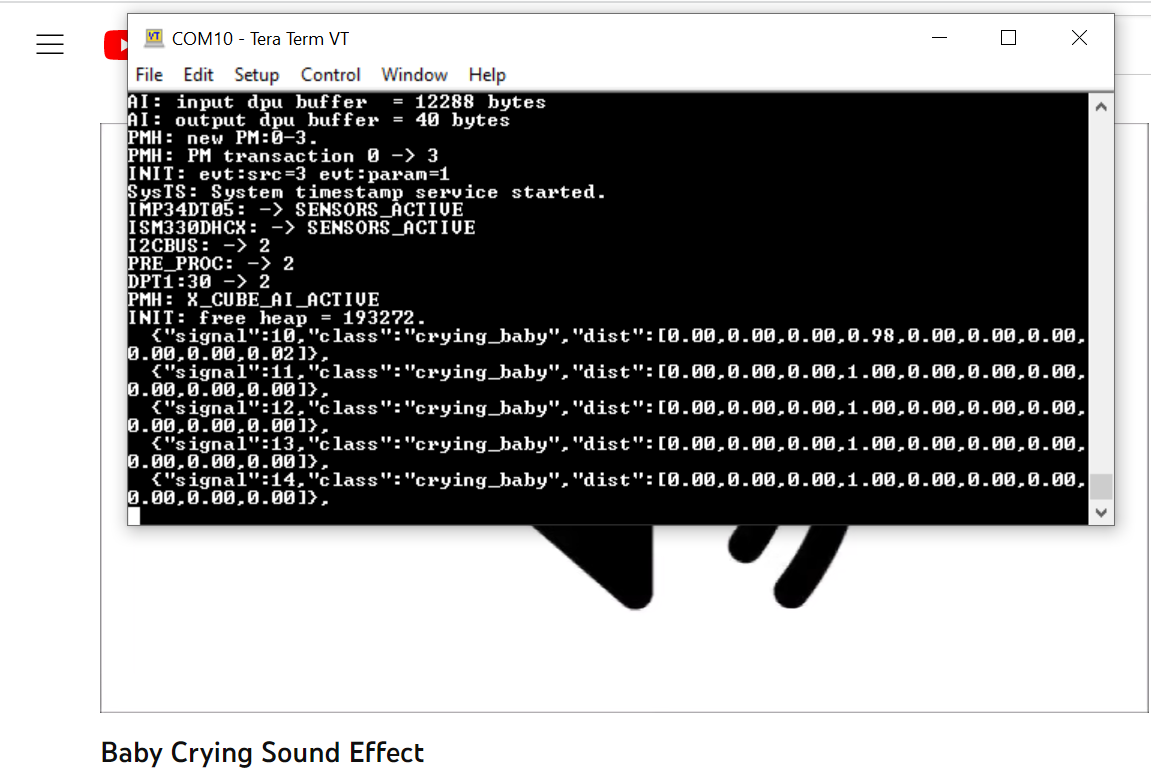 COM10 - Tera Term VT
File Edit Setup Control Window Help
AI: input dpu buffer  = 12288 bytes
AI: output dpu buffer = 40 bytes
PMH: new PM:0-3.
PMH: PM transaction 0 -> 3
INIT: evt:src=3 evt:param=1
SysTS: System timestamp service started.
IMP34DT05: -> SENSORS_ACTIVE
ISM330DHCX: -> SENSORS_ACTIVE
I2CBUS: -> 2
PRE_PROC: -> 2
DPT1:30 -> 2
PMH: X_CUBE_AI_ACTIVE
INIT: free heap = 193272.
  {"signal":10,"class":"crying_baby","dist":[0.00,0.00,0.00,0.98,0.00,0.00,0.00,
0.00,0.00,0.02]},
  {"signal":11,"class":"crying_baby","dist":[0.00,0.00,0.00,1.00,0.00,0.00,0.00,
0.00,0.00,0.00]},
  {"signal":12,"class":"crying_baby","dist":[0.00,0.00,0.00,1.00,0.00,0.00,0.00,
0.00,0.00,0.00]},
  {"signal":13,"class":"crying_baby","dist":[0.00,0.00,0.00,1.00,0.00,0.00,0.00,
0.00,0.00,0.00]},
  {"signal":14,"class":"crying_baby","dist":[0.00,0.00,0.00,1.00,0.00,0.00,0.00,
0.00,0.00,0.00]},
Baby Crying Sound Effect